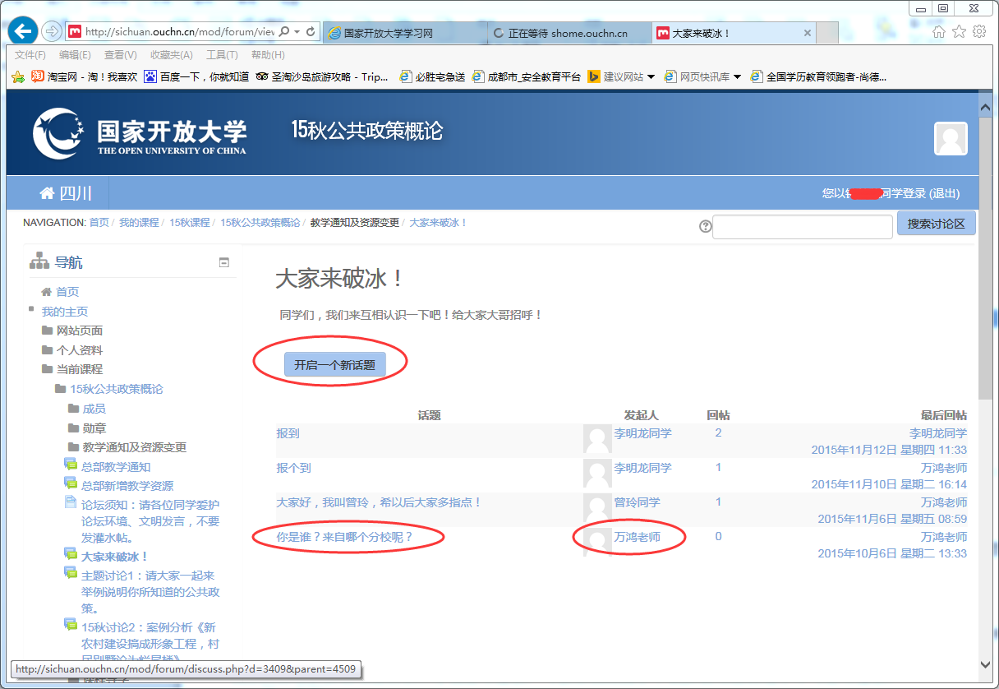 http://sichuan.ouchn.cn/mod/forum/viev
国家开放大学学习网
正在等待 shome.ouchn.cn
大家来破冰！
文件(F) 编辑(E) 查看(V) 收藏夹(A) 工具(T) 帮助(H)
淘宝网 - 淘！我喜欢
百度一下，你就知道
圣淘沙岛旅游攻略 - Trip...
必胜宅急送
成都市_安全教育平台
建议网站
网页快讯库
全国学历教育领跑者-尚德...
国家开放大学
THE OPEN UNIVERSITY OF CHINA
15秋公共政策概论
四川
您以
同学登录 (退出)
NAVIGATION: 首页 / 我的课程 / 15秋课程 / 15秋公共政策概论 / 教学通知及资源变更 / 大家来破冰！
搜索讨论区
导航
首页
我的主页
网站页面
个人资料
当前课程
15秋公共政策概论
成员
勋章
教学通知及资源变更
总部教学通知
总部新增教学资源
论坛须知：请各位同学爱护
论坛环境、文明发言，不要
发灌水帖。
大家来破冰！
主题讨论1：请大家一起来
举例说明你所知道的公共政
策。
15秋讨论2：案例分析《新
农村建设搞成形象工程，村
大家来破冰！
同学们，我们来互相认识一下吧！给大家大哥招呼！
开启一个新话题
话题 发起人 回帖 最后回帖
报到 李明龙同学 2 李明龙同学
2015年11月12日 星期四 11:33
报个到 李明龙同学 1 万鸿老师
2015年11月10日 星期二 16:14
大家好，我叫曾玲，希以后大家多指点！ 曾玲同学 1 万鸿老师
2015年11月6日 星期五 08:59
你是谁？来自哪个分校呢？ 万鸿老师 0 万鸿老师
2015年10月6日 星期二 13:33
http://sichuan.ouchn.cn/mod/forum/discuss.php?d=3409&parent=4509